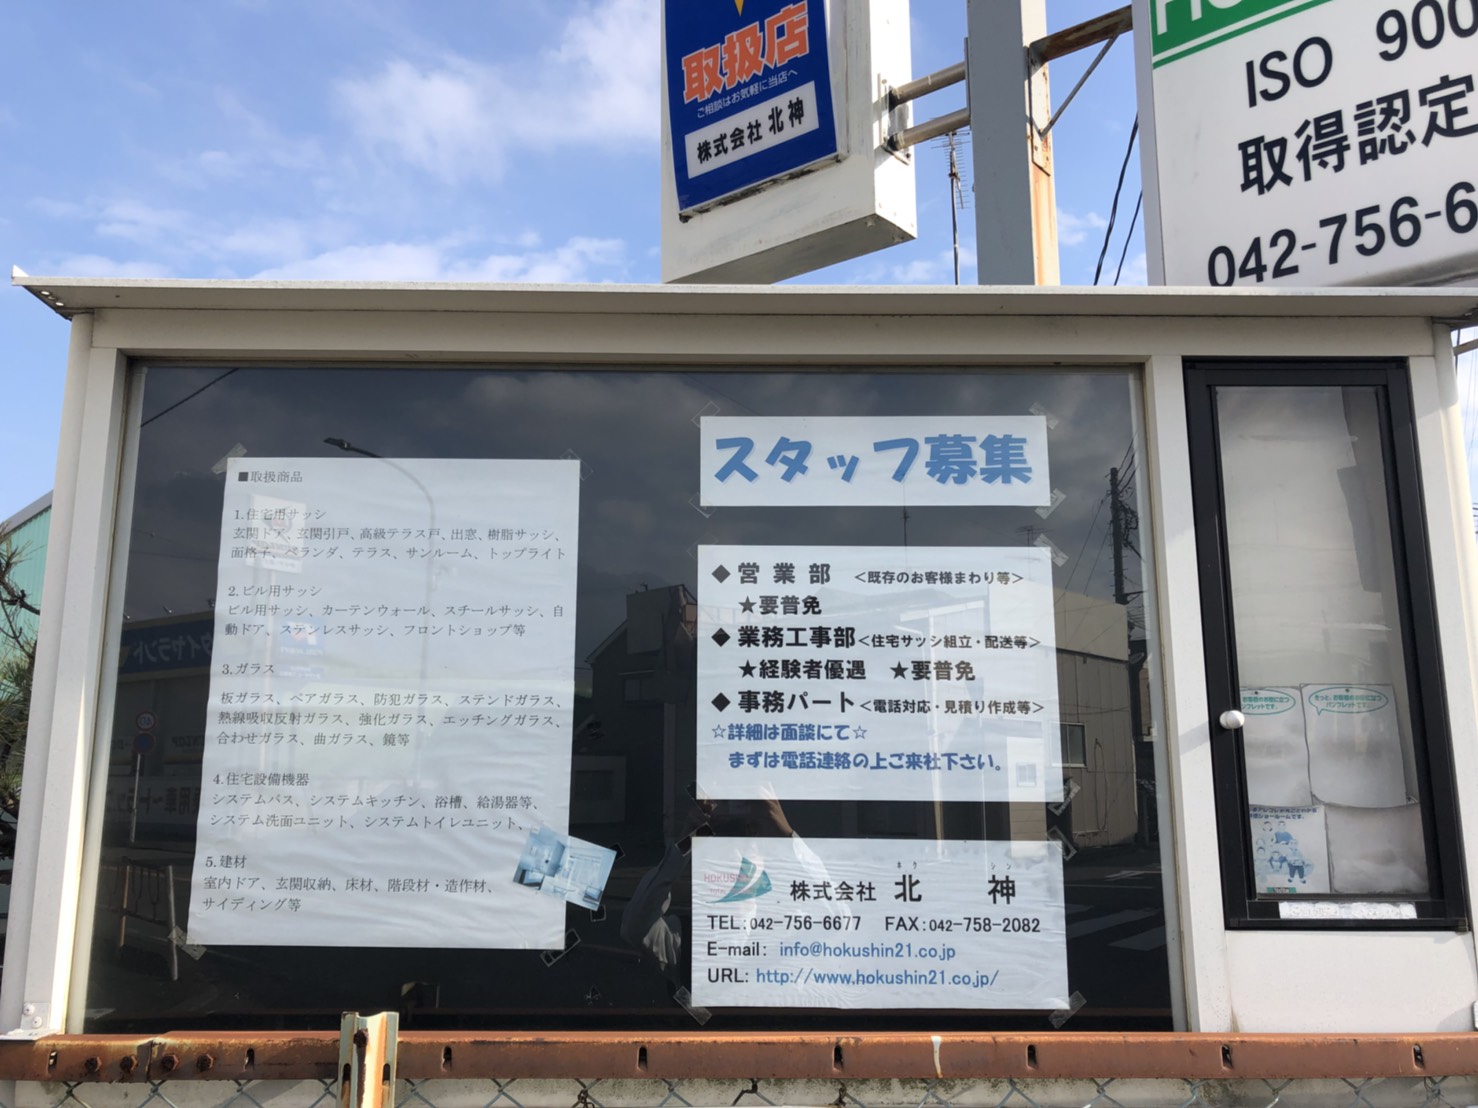 取扱店
ご相談はお気軽に当店へ
株式会社 北神
ISO 900
取得認定
042-756-6
■取扱商品
1.住宅用サッシ
玄関ドア、玄関引戸、高級テラス戸、出窓、樹脂サッシ、
面格子、ベランダ、テラス、サンルーム、トップライト
2.ビル用サッシ
ビル用サッシ、カーテンウォール、スチールサッシ、自
動ドア、ステンレスサッシ、フロントショップ等
3.ガラス
板ガラス、ペアガラス、防犯ガラス、ステンドガラス、
熱線吸収反射ガラス、強化ガラス、エッチングガラス、
合わせガラス、曲ガラス、鏡等
4.住宅設備機器
システムバス、システムキッチン、浴槽、給湯器等、
システム洗面ユニット、システムトイレユニット、
5.建材
室内ドア、玄関収納、床材、階段材・造作材、
サイディング等
スタッフ募集
◆営業部 <既存のお客様まわり等>
★要普免
◆業務工事部<住宅サッシ組立・配送等>
★経験者優遇 ★要普免
◆事務パート<電話対応・見積り作成等>
☆詳細は面談にて☆
まずは電話連絡の上ご来社下さい。
ホク シン
株式会社 北 神
TEL:042-756-6677 FAX:042-758-2082
E-mail: info@hokushin21.co.jp
URL: http://www.hokushin21.co.jp/
パンフレットです。